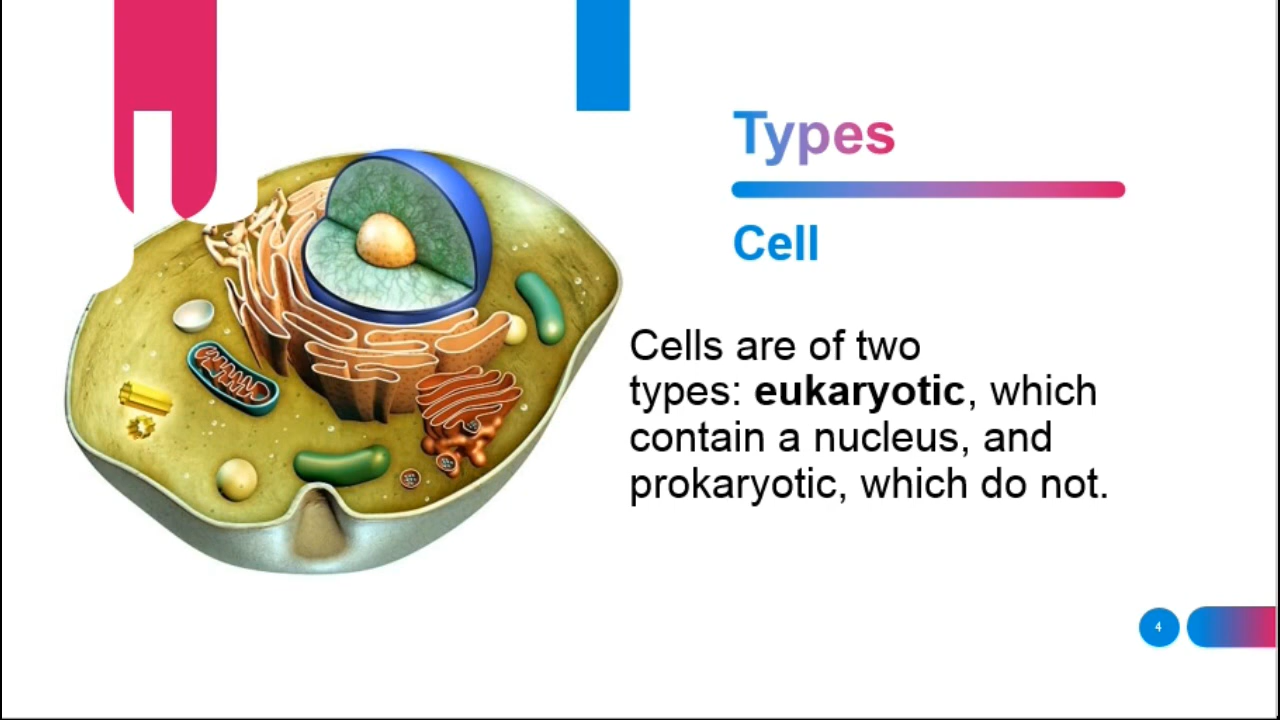 Types
Cell
Cells are of two
types: eukaryotic, which
contain a nucleus, and
prokaryotic, which do not.
4